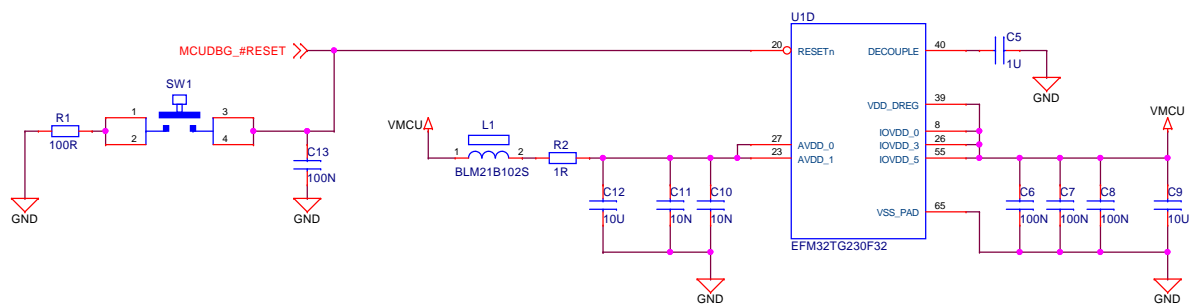 U1D
MCUDBG_#RESET
20
RESETn
DECOUPLE
40
C5
1U
GND
SW1
R1
100R
1
2
3
4
C13
100N
GND
GND
VMCU
L1
1
2
BLM21B102S
R2
1R
27
AVDD_0
23
AVDD_1
VDD_DREG
39
IOVDD_0
8
IOVDD_3
26
IOVDD_5
55
VMCU
C12
10U
C11
10N
C10
10N
VSS_PAD
65
C6
100N
C7
100N
C8
100N
C9
10U
EFM32TG230F32
GND
GND